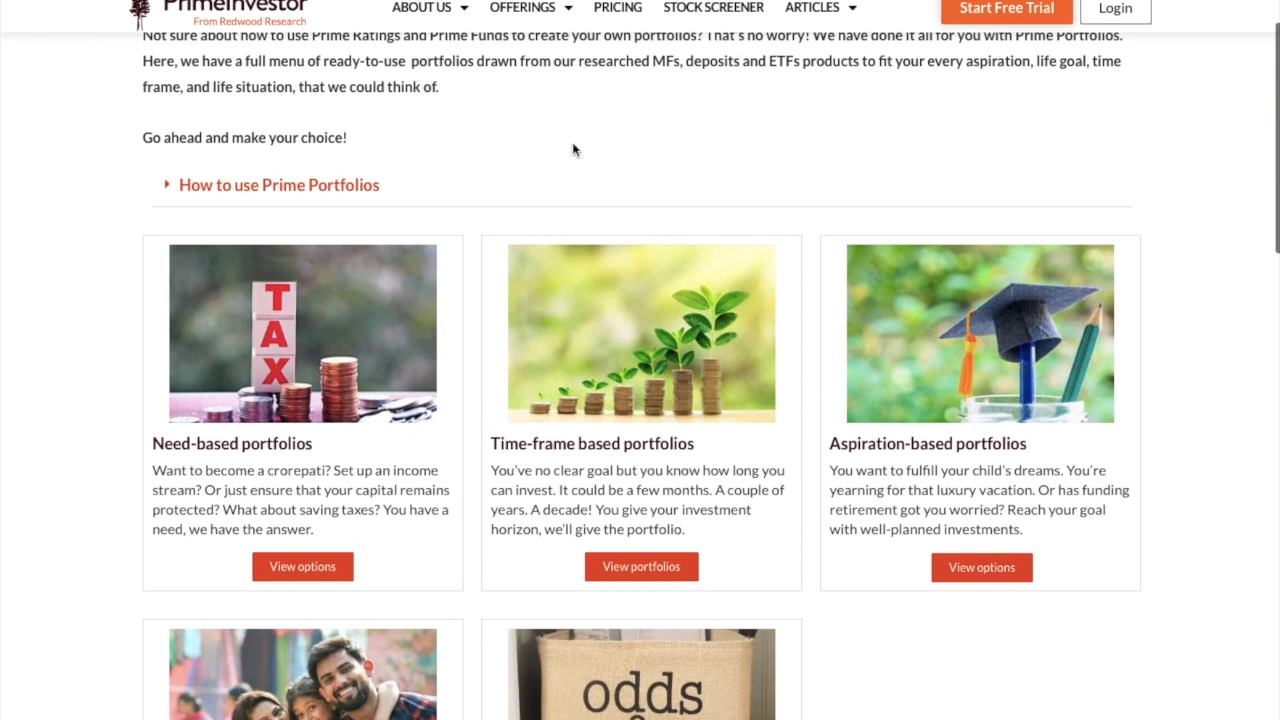 PrimeInvestor
From Redwood Research
ABOUT US
OFFERINGS
PRICING
STOCK SCREENER
ARTICLES
Start Free Trial
Login
Not sure about how to use Prime Ratings and Prime Funds to create your own portfolios? That's no worry! We have done it all for you with Prime Portfolios.
Here, we have a full menu of ready-to-use portfolios drawn from our researched MFs, deposits and ETFs products to fit your every aspiration, life goal, time
frame, and life situation, that we could think of.
Go ahead and make your choice!
How to use Prime Portfolios
TAX
Need-based portfolios
Want to become a crorepati? Set up an income
stream? Or just ensure that your capital remains
protected? What about saving taxes? You have a
need, we have the answer.
View options
Time-frame based portfolios
You've no clear goal but you know how long you
can invest. It could be a few months. A couple of
years. A decade! You give your investment
horizon, we'll give the portfolio.
View portfolios
Aspiration-based portfolios
You want to fulfill your child's dreams. You're
yearning for that luxury vacation. Or has funding
retirement got you worried? Reach your goal
with well-planned investments.
View options
odds